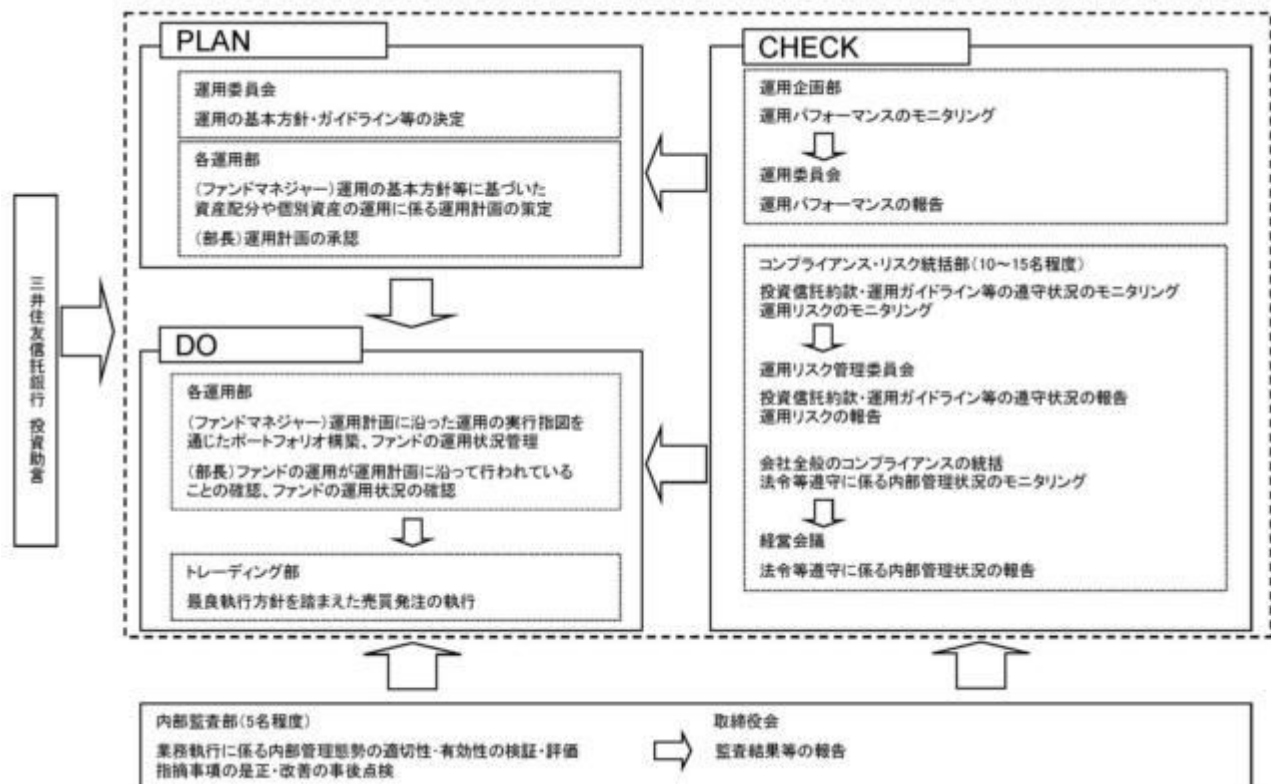 三井住友信託銀行 投資助言
PLAN
運用委員会
運用の基本方針・ガイドライン等の決定
各運用部
(ファンドマネジャー)運用の基本方針等に基づいた
資産配分や個別資産の運用に係る運用計画の策定
(部長)運用計画の承認
DO
各運用部
(ファンドマネジャー)運用計画に沿った運用の実行指図を
通じたポートフォリオ構築、ファンドの運用状況管理
(部長)ファンドの運用が運用計画に沿って行われている
ことの確認、ファンドの運用状況の確認
トレーディング部
最良執行方針を踏まえた売買発注の執行
CHECK
運用企画部
運用パフォーマンスのモニタリング
運用委員会
運用パフォーマンスの報告
コンプライアンス・リスク統括部(10~15名程度)
投資信託約款・運用ガイドライン等の遵守状況のモニタリング
運用リスクのモニタリング
運用リスク管理委員会
投資信託約款・運用ガイドライン等の遵守状況の報告
運用リスクの報告
会社全般のコンプライアンスの統括
法令等遵守に係る内部管理状況のモニタリング
経営会議
法令等遵守に係る内部管理状況の報告
内部監査部(5名程度)
業務執行に係る内部管理態勢の適切性・有効性の検証・評価
指摘事項の是正・改善の事後点検
取締役会
監査結果等の報告